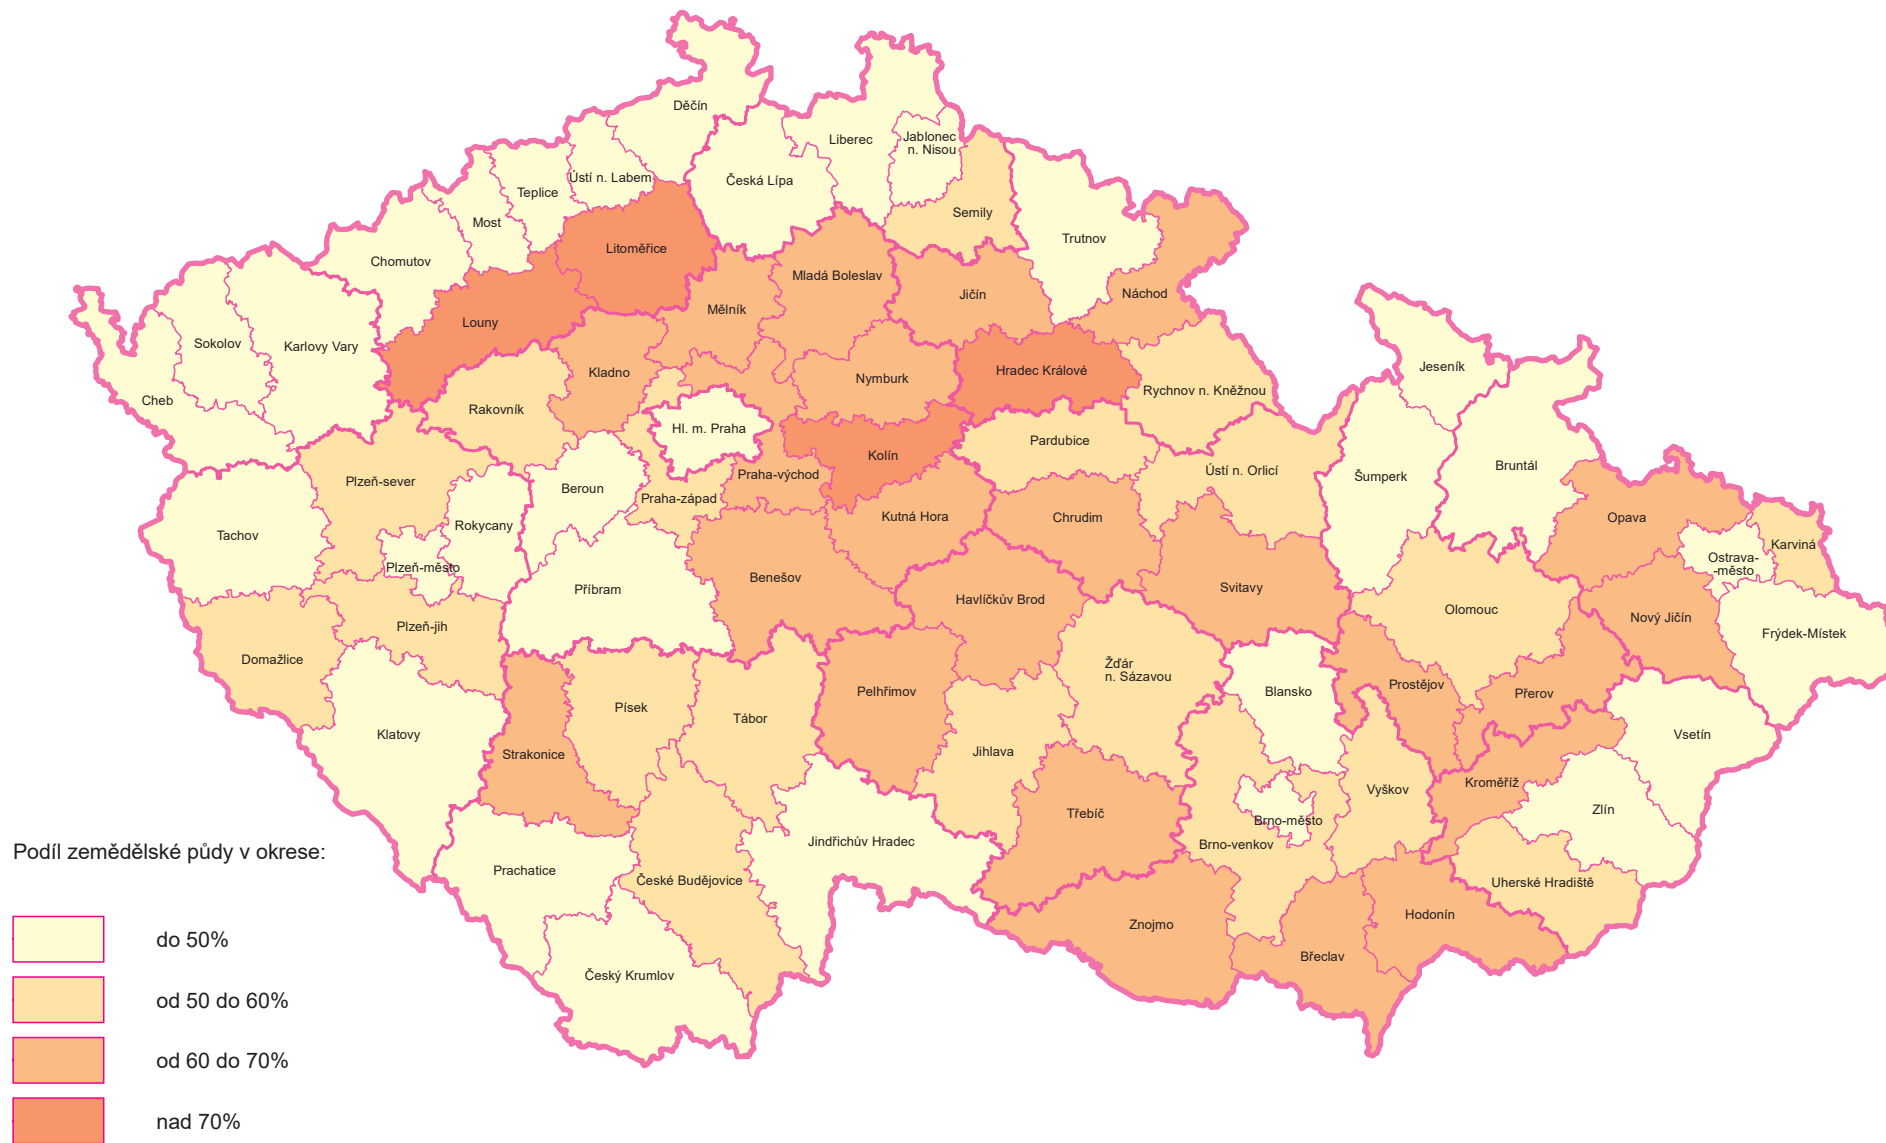 Děčín
Liberec
Jablonec
n. Nisou
Ústí n. Labem
Česká Lípa
Teplice
Most
Semily
Trutnov
Litoměřice
Chomutov
Mladá Boleslav
Jičín
Náchod
Mělník
Louny
Sokolov
Karlovy Vary
Jeseník
Kladno
Nymburk
Hradec Králové
Rychnov n. Kněžnou
Cheb
Rakovník
Hl. m. Praha
Pardubice
Kolín
Ústí n. Orlicí
Bruntál
Šumperk
Plzeň-sever
Beroun
Praha-východ
Praha-západ
Rokycany
Kutná Hora
Chrudim
Opava
Tachov
Karviná
Ostrava-
-město
Plzeň-město
Benešov
Příbram
Svitavy
Havlíčkův Brod
Olomouc
Nový Jičín
Plzeň-jih
Frýdek-Místek
Domažlice
Žďár
n. Sázavou
Prostějov
Pelhřimov
Blansko
Přerov
Písek
Tábor
Klatovy
Vsetín
Strakonice
Jihlava
Kroměříž
Vyškov
Zlín
Třebíč
Brno-město
Jindřichův Hradec
Brno-venkov
Podíl zemědělské půdy v okrese:
Prachatice
České Budějovice
Uherské Hradiště
Hodonín
Znojmo
do 50%
Břeclav
Český Krumlov
od 50 do 60%
od 60 do 70%
nad 70%